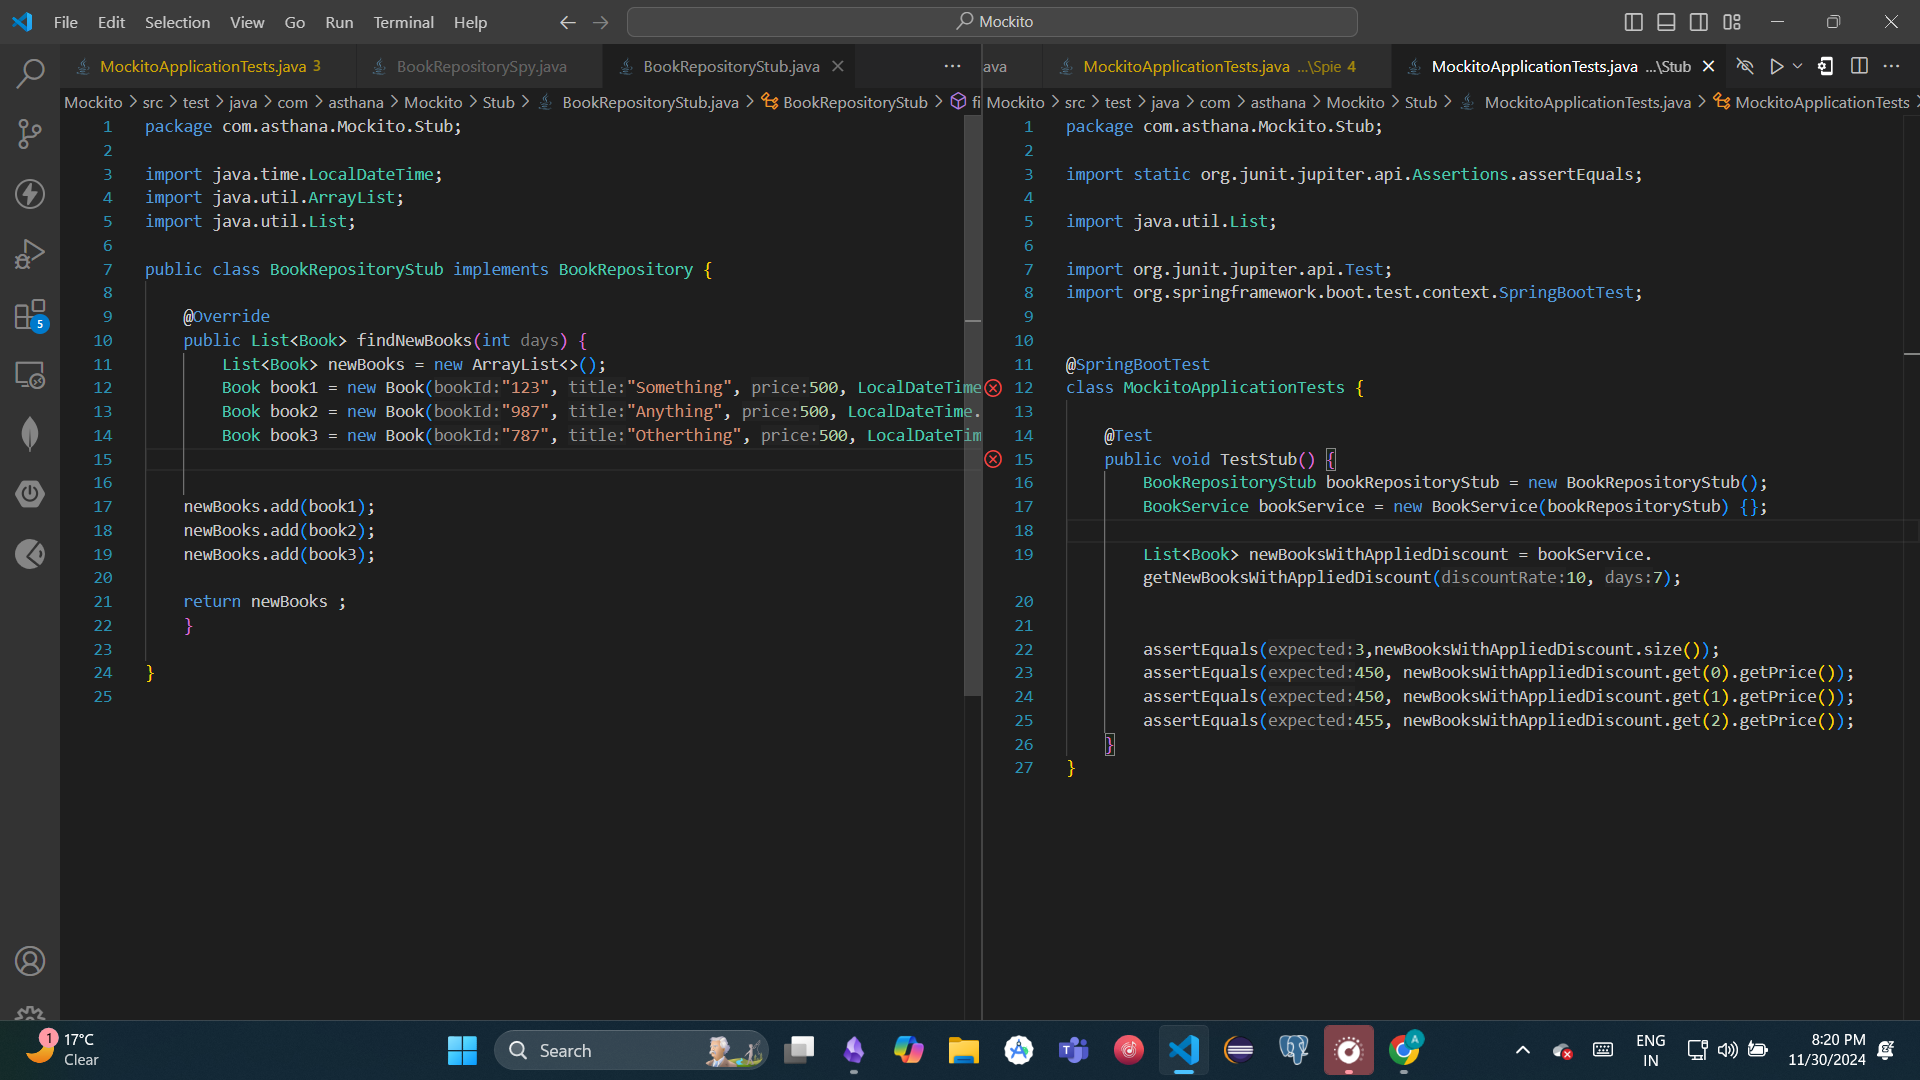 File Edit Selection View Go Run Terminal Help
Mockito
MockitoApplicationTests.java 3
BookRepositorySpy.java
BookRepositoryStub.java
ava
MockitoApplicationTests.java ...\Spie 4
MockitoApplicationTests.java ...\Stub
Mockito > src > test > java > com > asthana > Mockito > Stub > BookRepositoryStub.java > BookRepositoryStub > fi
1 package com.asthana.Mockito.Stub;
2
3 import java.time.LocalDateTime;
4 import java.util.ArrayList;
5 import java.util.List;
6
7 public class BookRepositoryStub implements BookRepository {
8
9 @Override
10 public List<Book> findNewBooks(int days) {
11 List<Book> newBooks = new ArrayList<>();
12 Book book1 = new Book(bookId:"123", title:"Something", price:500, LocalDateTime
13 Book book2 = new Book(bookId:"987", title:"Anything", price:500, LocalDateTime.
14 Book book3 = new Book(bookId:"787", title:"Otherthing", price:500, LocalDateTim
15
16
17 newBooks.add(book1);
18 newBooks.add(book2);
19 newBooks.add(book3);
20
21 return newBooks ;
22 }
23
24 }
25
Mockito > src > test > java > com > asthana > Mockito > Stub > MockitoApplicationTests.java > MockitoApplicationTests >
1 package com.asthana.Mockito.Stub;
2
3 import static org.junit.jupiter.api.Assertions.assertEquals;
4
5 import java.util.List;
6
7 import org.junit.jupiter.api.Test;
8 import org.springframework.boot.test.context.SpringBootTest;
9
10
11 @SpringBootTest
12 class MockitoApplicationTests {
13
14 @Test
15 public void TestStub() {
16 BookRepositoryStub bookRepositoryStub = new BookRepositoryStub();
17 BookService bookService = new BookService(bookRepositoryStub) {};
18
19 List<Book> newBooksWithAppliedDiscount = bookService.
getNewBooksWithAppliedDiscount(discountRate:10, days:7);
20
21
22 assertEquals(expected:3,newBooksWithAppliedDiscount.size());
23 assertEquals(expected:450, newBooksWithAppliedDiscount.get(0).getPrice());
24 assertEquals(expected:450, newBooksWithAppliedDiscount.get(1).getPrice());
25 assertEquals(expected:455, newBooksWithAppliedDiscount.get(2).getPrice());
26 }
27 }
5
1
17°C
Clear
Search
A
ENG
IN
8:20 PM
11/30/2024